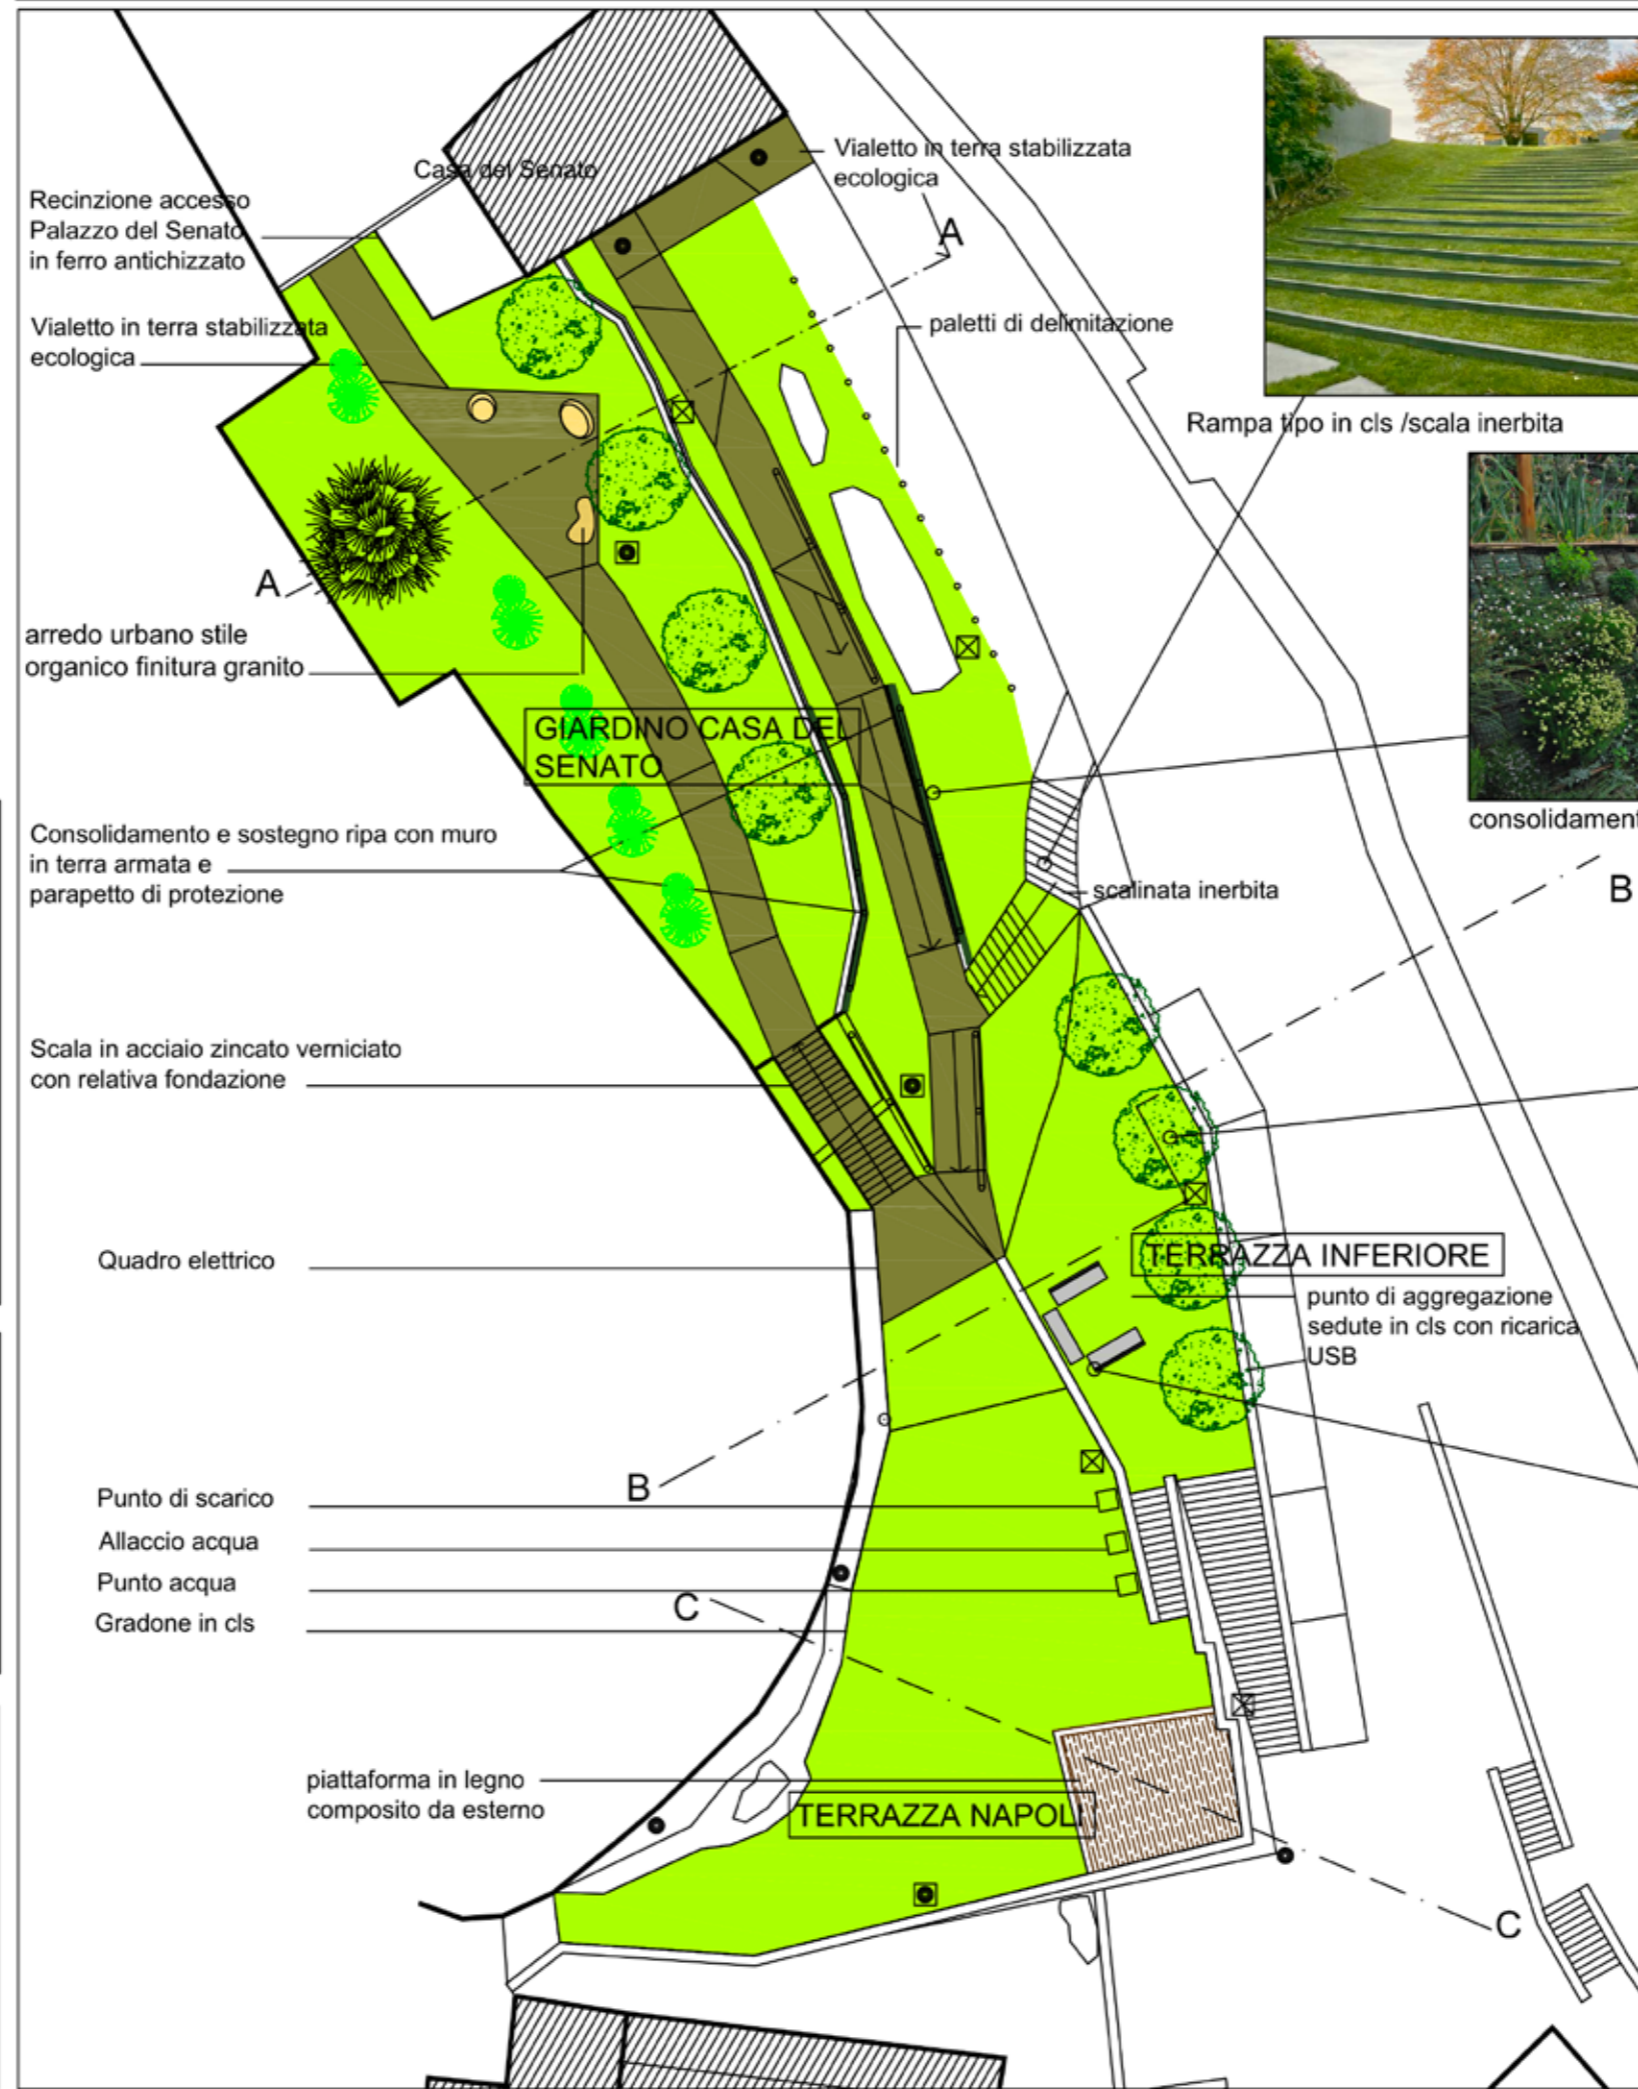 Casa del Senato
Recinzione accesso
Palazzo del Senato
in ferro antichizzato
Vialetto in terra stabilizzata
ecologica
Vialetto in terra stabilizzata
ecologica
A
paletti di delimitazione
Rampa tipo in cls /scala inerbita
A
arredo urbano stile
organico finitura granito
GIARDINO CASA DEL
SENATO
Consolidamento e sostegno ripa con muro
in terra armata e
parapetto di protezione
consolidament
B
scalinata inerbita
Scala in acciaio zincato verniciato
con relativa fondazione
Quadro elettrico
TERRAZZA INFERIORE
punto di aggregazione
sedute in cls con ricarica
USB
B
Punto di scarico
Allaccio acqua
Punto acqua
Gradone in cls
C
piattaforma in legno
composito da esterno
TERRAZZA NAPOLI
C